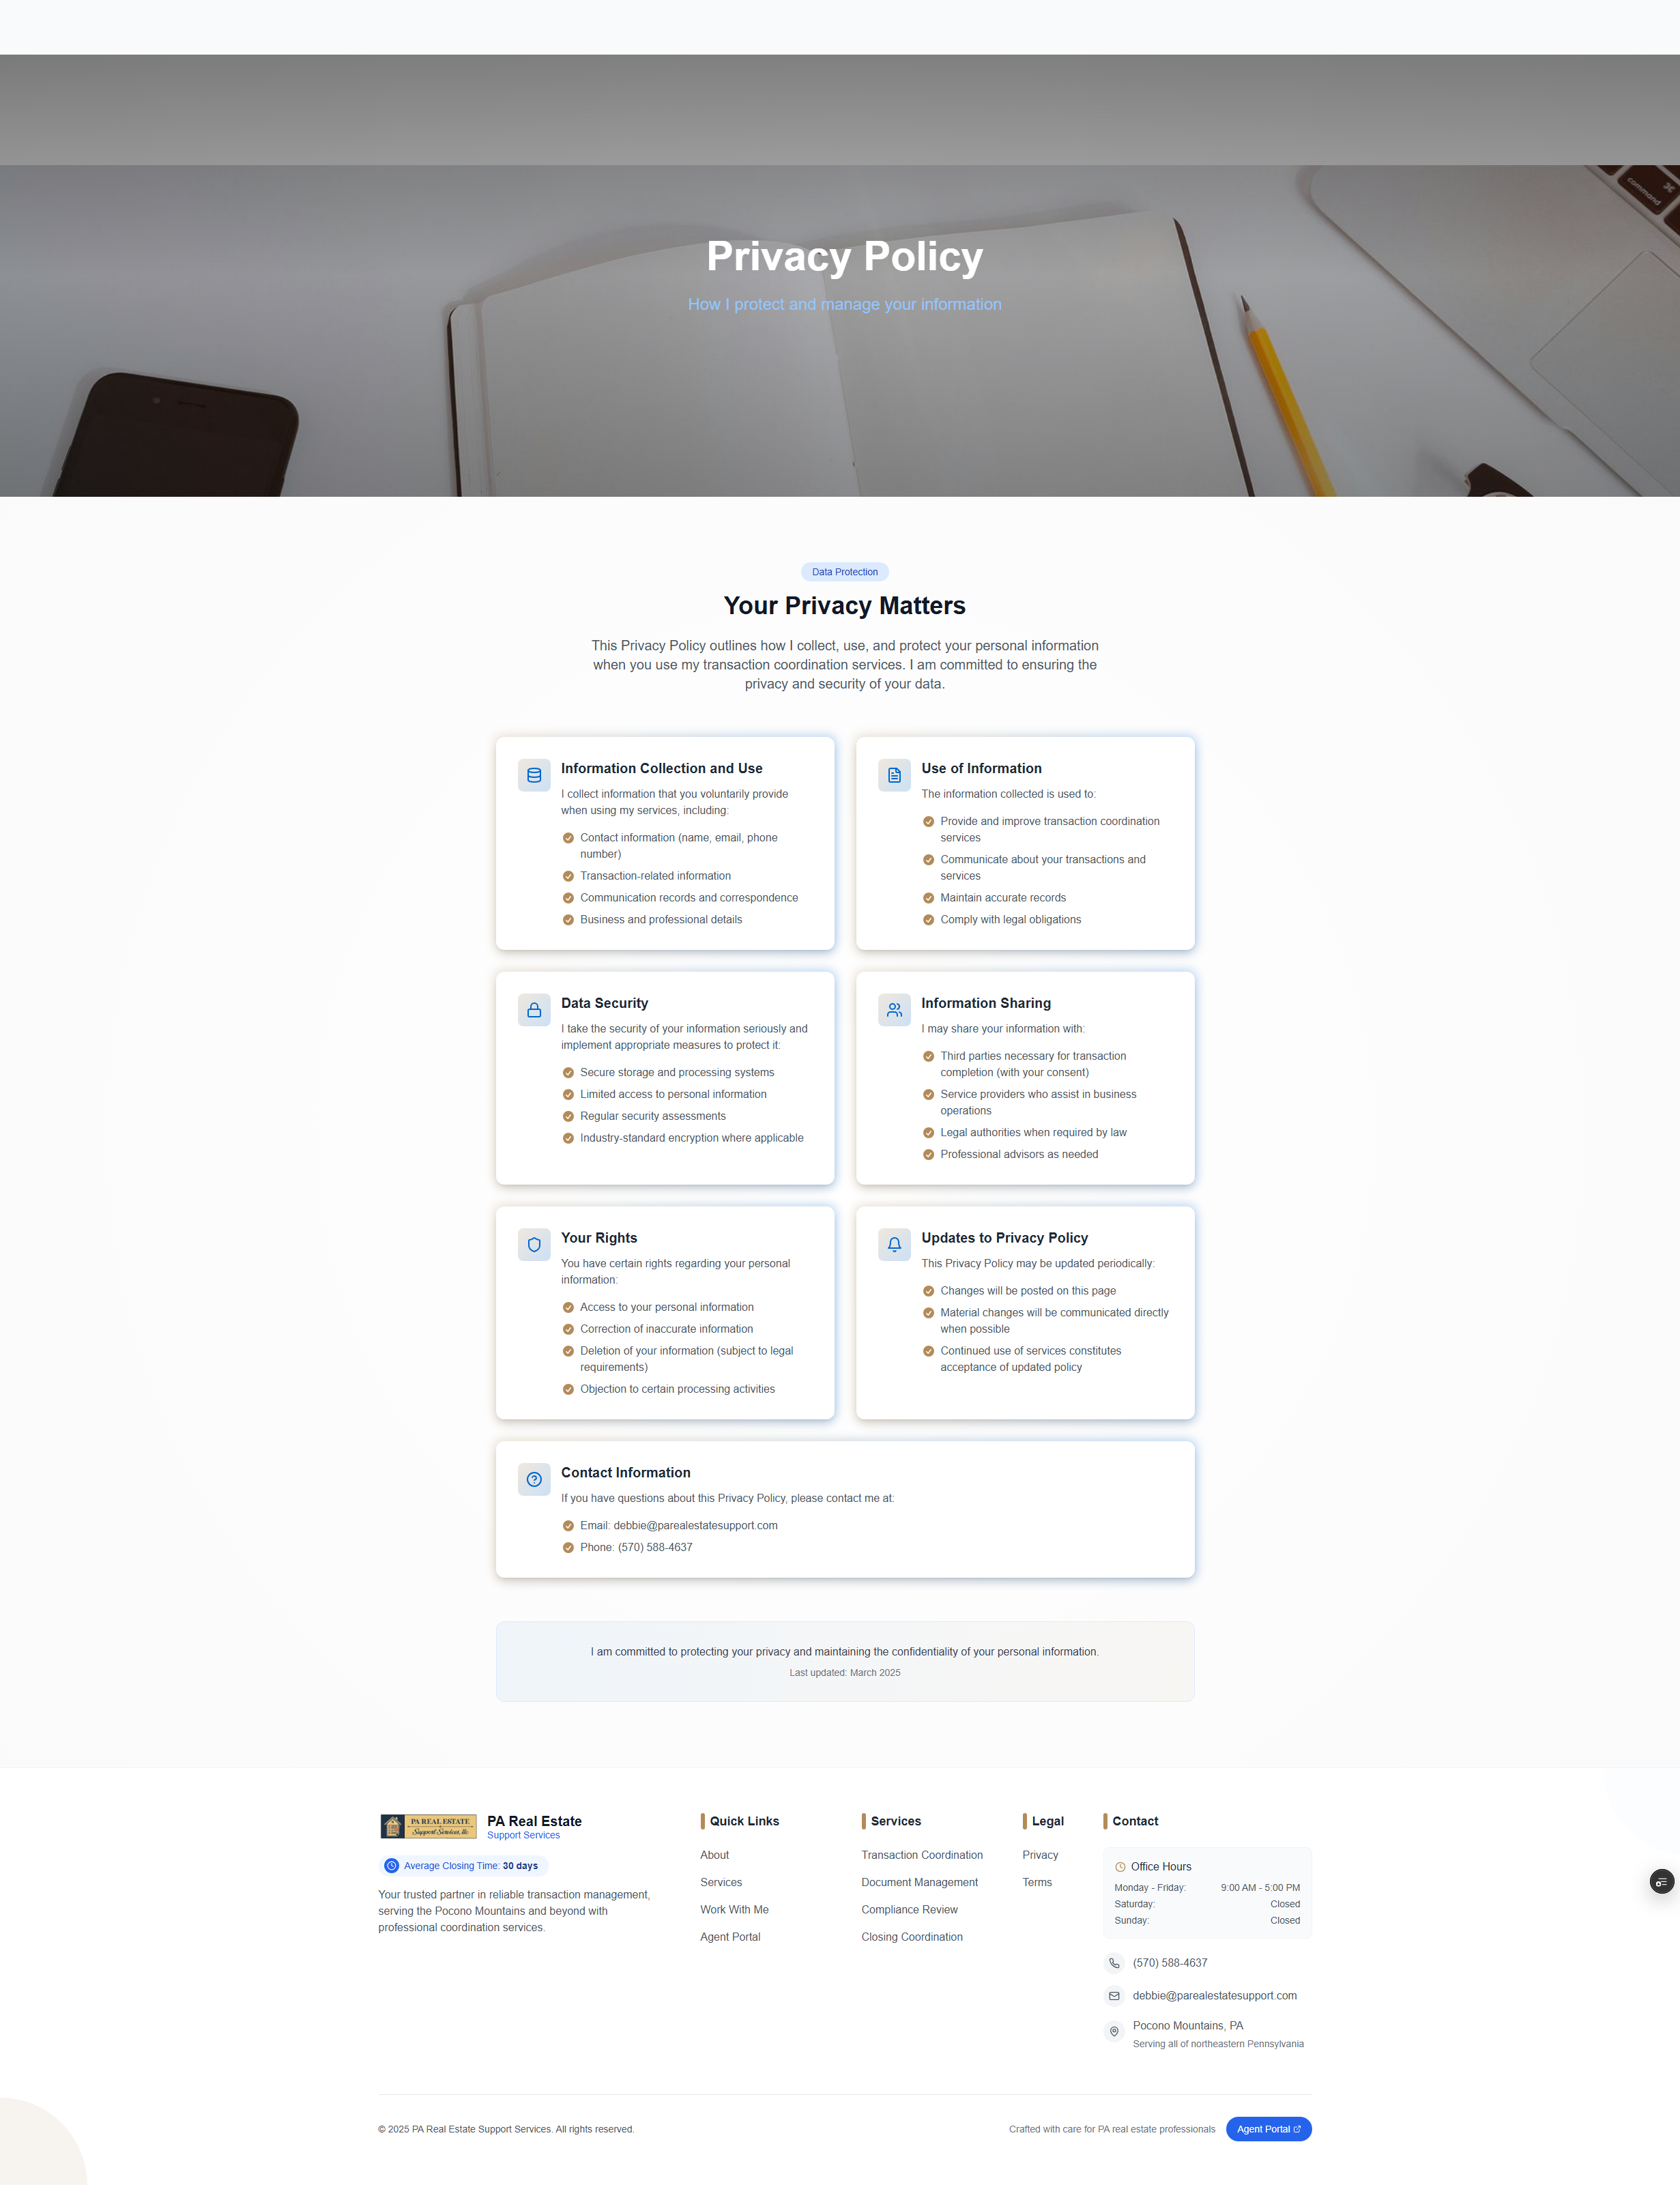 command
⌘
Privacy Policy
How I protect and manage your information
Data Protection
Your Privacy Matters
This Privacy Policy outlines how I collect, use, and protect your personal information
when you use my transaction coordination services. I am committed to ensuring the
privacy and security of your data.
Information Collection and Use
I collect information that you voluntarily provide
when using my services, including:
Contact information (name, email, phone
number)
Transaction-related information
Communication records and correspondence
Business and professional details
Use of Information
The information collected is used to:
Provide and improve transaction coordination
services
Communicate about your transactions and
services
Maintain accurate records
Comply with legal obligations
Data Security
I take the security of your information seriously and
implement appropriate measures to protect it:
Secure storage and processing systems
Limited access to personal information
Regular security assessments
Industry-standard encryption where applicable
Information Sharing
I may share your information with:
Third parties necessary for transaction
completion (with your consent)
Service providers who assist in business
operations
Legal authorities when required by law
Professional advisors as needed
Your Rights
You have certain rights regarding your personal
information:
Access to your personal information
Correction of inaccurate information
Deletion of your information (subject to legal
requirements)
Objection to certain processing activities
Updates to Privacy Policy
This Privacy Policy may be updated periodically:
Changes will be posted on this page
Material changes will be communicated directly
when possible
Continued use of services constitutes
acceptance of updated policy
Contact Information
If you have questions about this Privacy Policy, please contact me at:
Email: debbie@parealestatesupport.com
Phone: (570) 588-4637
I am committed to protecting your privacy and maintaining the confidentiality of your personal information.
Last updated: March 2025
PA REAL ESTATE
Support Services, llc
PA Real Estate
Support Services
Average Closing Time: 30 days
Your trusted partner in reliable transaction management,
serving the Pocono Mountains and beyond with
professional coordination services.
Quick Links
About
Services
Work With Me
Agent Portal
Services
Transaction Coordination
Document Management
Compliance Review
Closing Coordination
Legal
Privacy
Terms
Contact
Office Hours
Monday - Friday: 9:00 AM - 5:00 PM
Saturday: Closed
Sunday: Closed
(570) 588-4637
debbie@parealestatesupport.com
Pocono Mountains, PA
Serving all of northeastern Pennsylvania
© 2025 PA Real Estate Support Services. All rights reserved.
Crafted with care for PA real estate professionals
Agent Portal